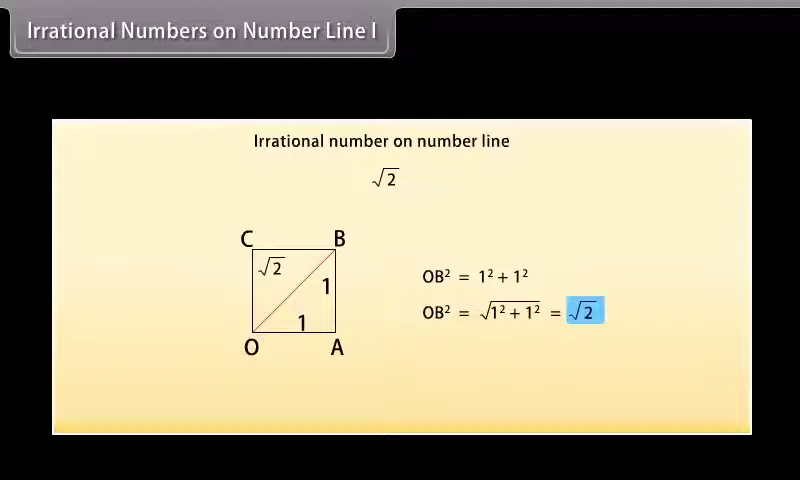 Irrational Numbers on Number Line I
Irrational number on number line
√2
C B
√2
1
1
O A
OB² = 1² + 1²
OB² = √1² + 1² = √2